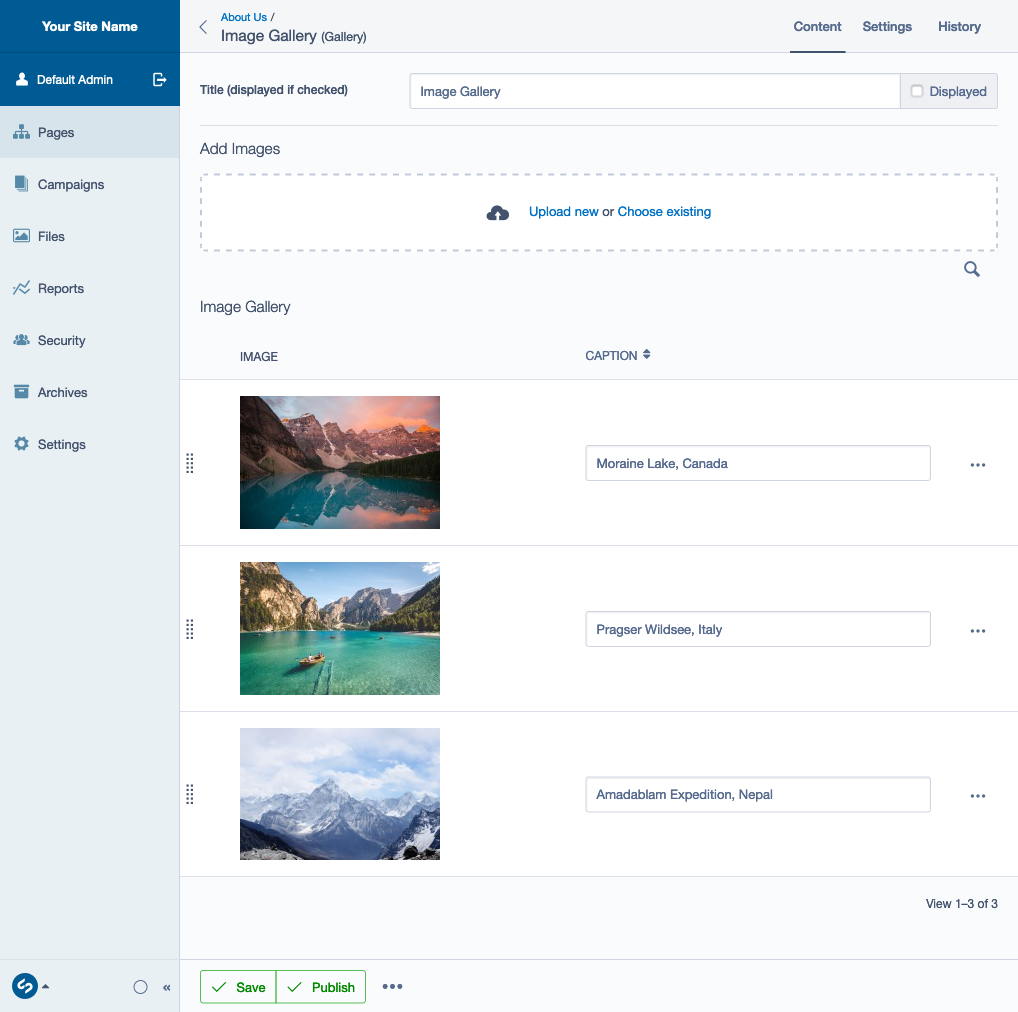 Your Site Name
Default Admin
Pages
Campaigns
Files
Reports
Security
Archives
Settings
About Us /
Image Gallery (Gallery)
Content Settings History
Title (displayed if checked)
Image Gallery
Displayed
Add Images
Upload new or Choose existing
Image Gallery
IMAGE CAPTION
Moraine Lake, Canada
Pragser Wildsee, Italy
Amadablam Expedition, Nepal
View 1–3 of 3
Save Publish